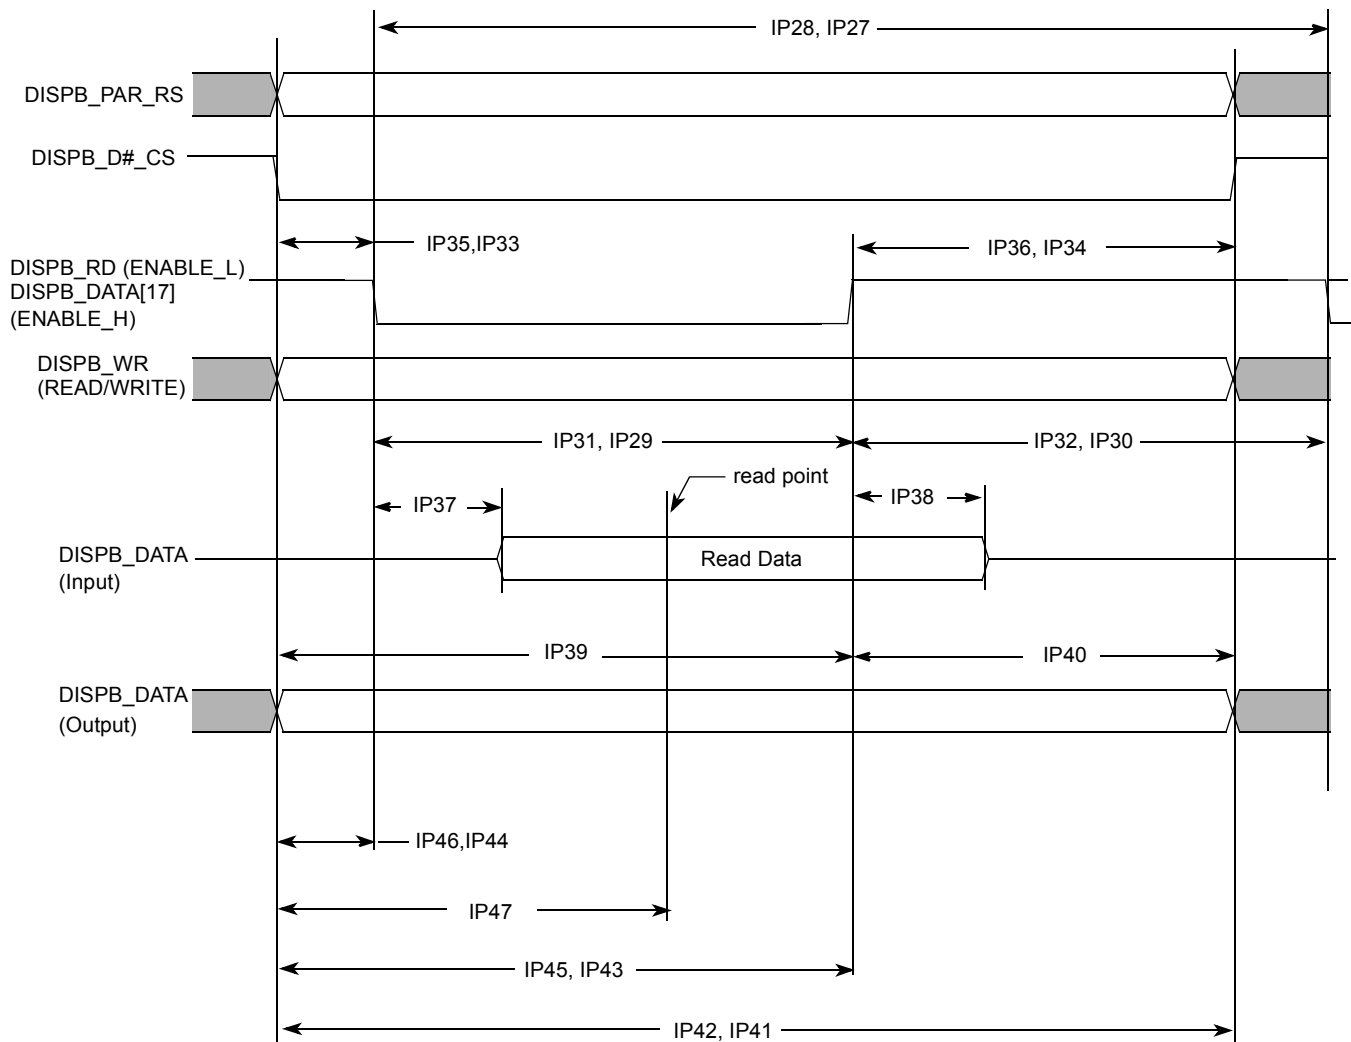 IP28, IP27
DISPB_PAR_RS
DISPB_D#_CS
IP35,IP33
IP36, IP34
DISPB_RD (ENABLE_L)
DISPB_DATA[17]
(ENABLE_H)
DISPB_WR
(READ/WRITE)
IP31, IP29
IP32, IP30
read point
IP37
IP38
DISPB_DATA
(Input)
Read Data
IP39
IP40
DISPB_DATA
(Output)
IP46,IP44
IP47
IP45, IP43
IP42, IP41